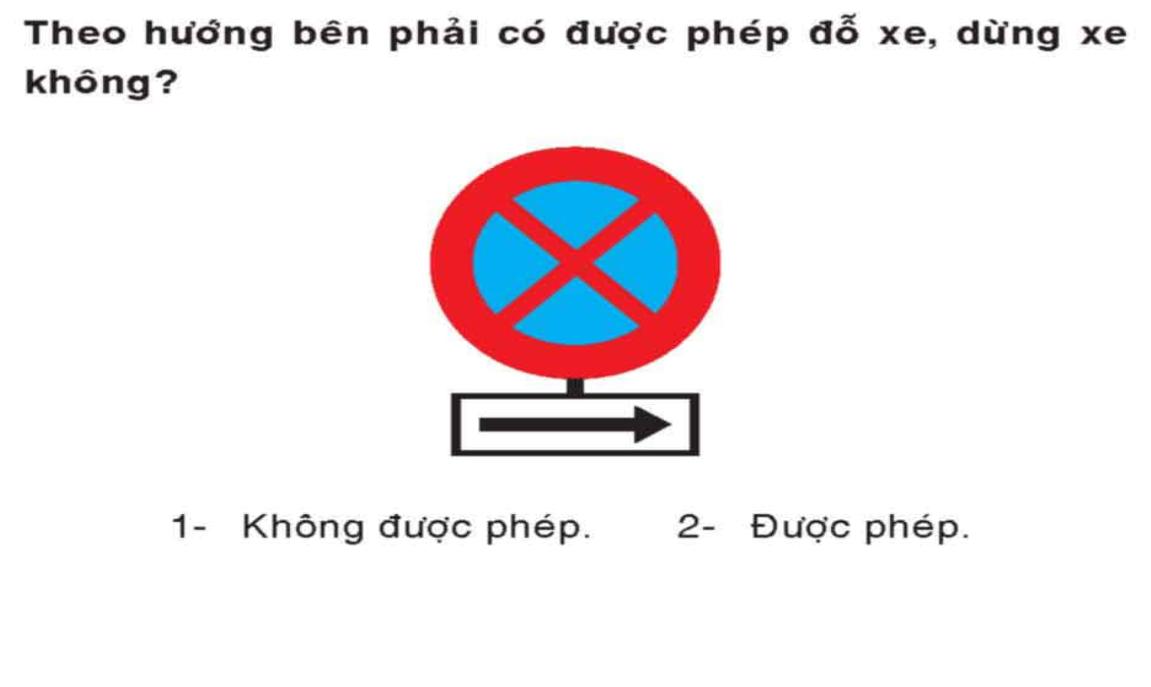 Theo hướng bên phải có được phép đỗ xe, dừng xe
không?
1- Không được phép. 2- Được phép.